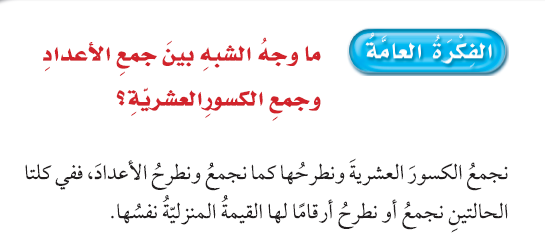 الفِكْرَةُ العامَّةُ
ما وجهُ الشبهِ بينَ جمعِ الأعدادِ
وجمعِ الكسورِ العشريّةِ؟
نجمعُ الكسورَ العشريةَ ونطرحُها كما نجمعُ ونطرحُ الأعدادَ، ففي كلتا
الحالتينِ نجمعُ أو نطرحُ أرقامًا لها القيمةُ المنزليّةُ نفسُها.